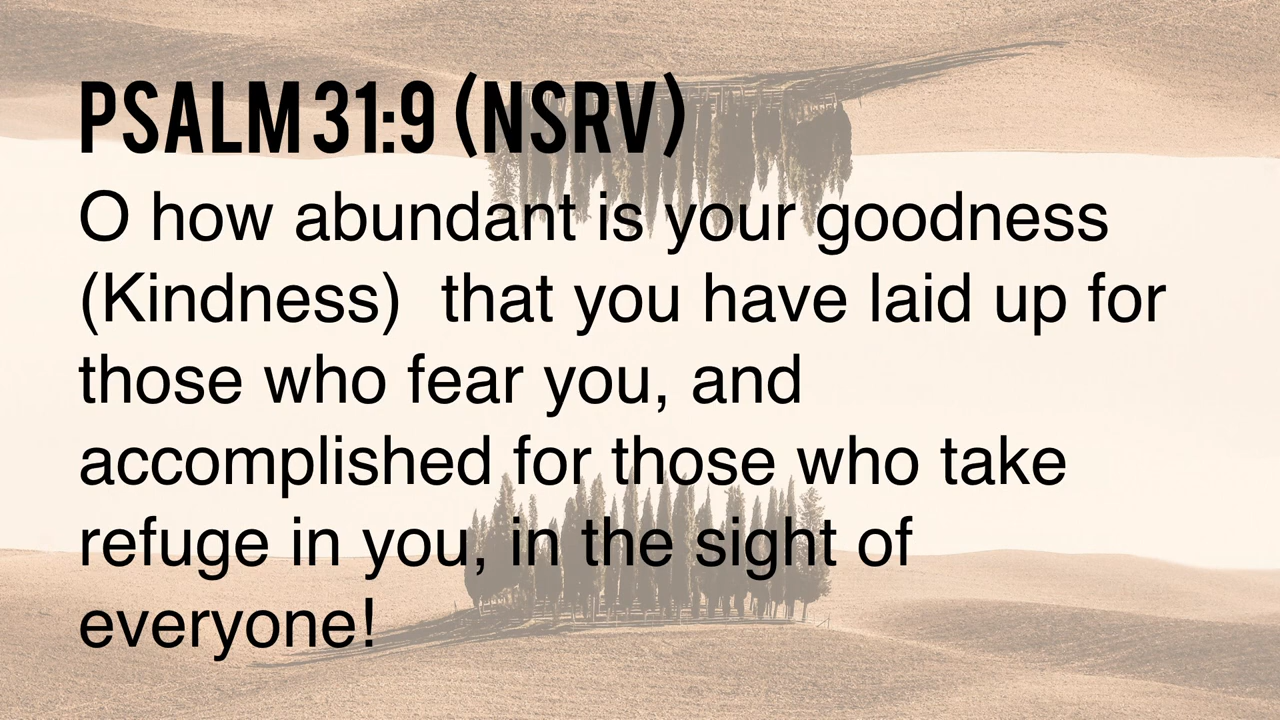 PSALM 31:9 (NSRV)
O how abundant is your goodness
(Kindness)  that you have laid up for
those who fear you, and
accomplished for those who take
refuge in you, in the sight of
everyone!